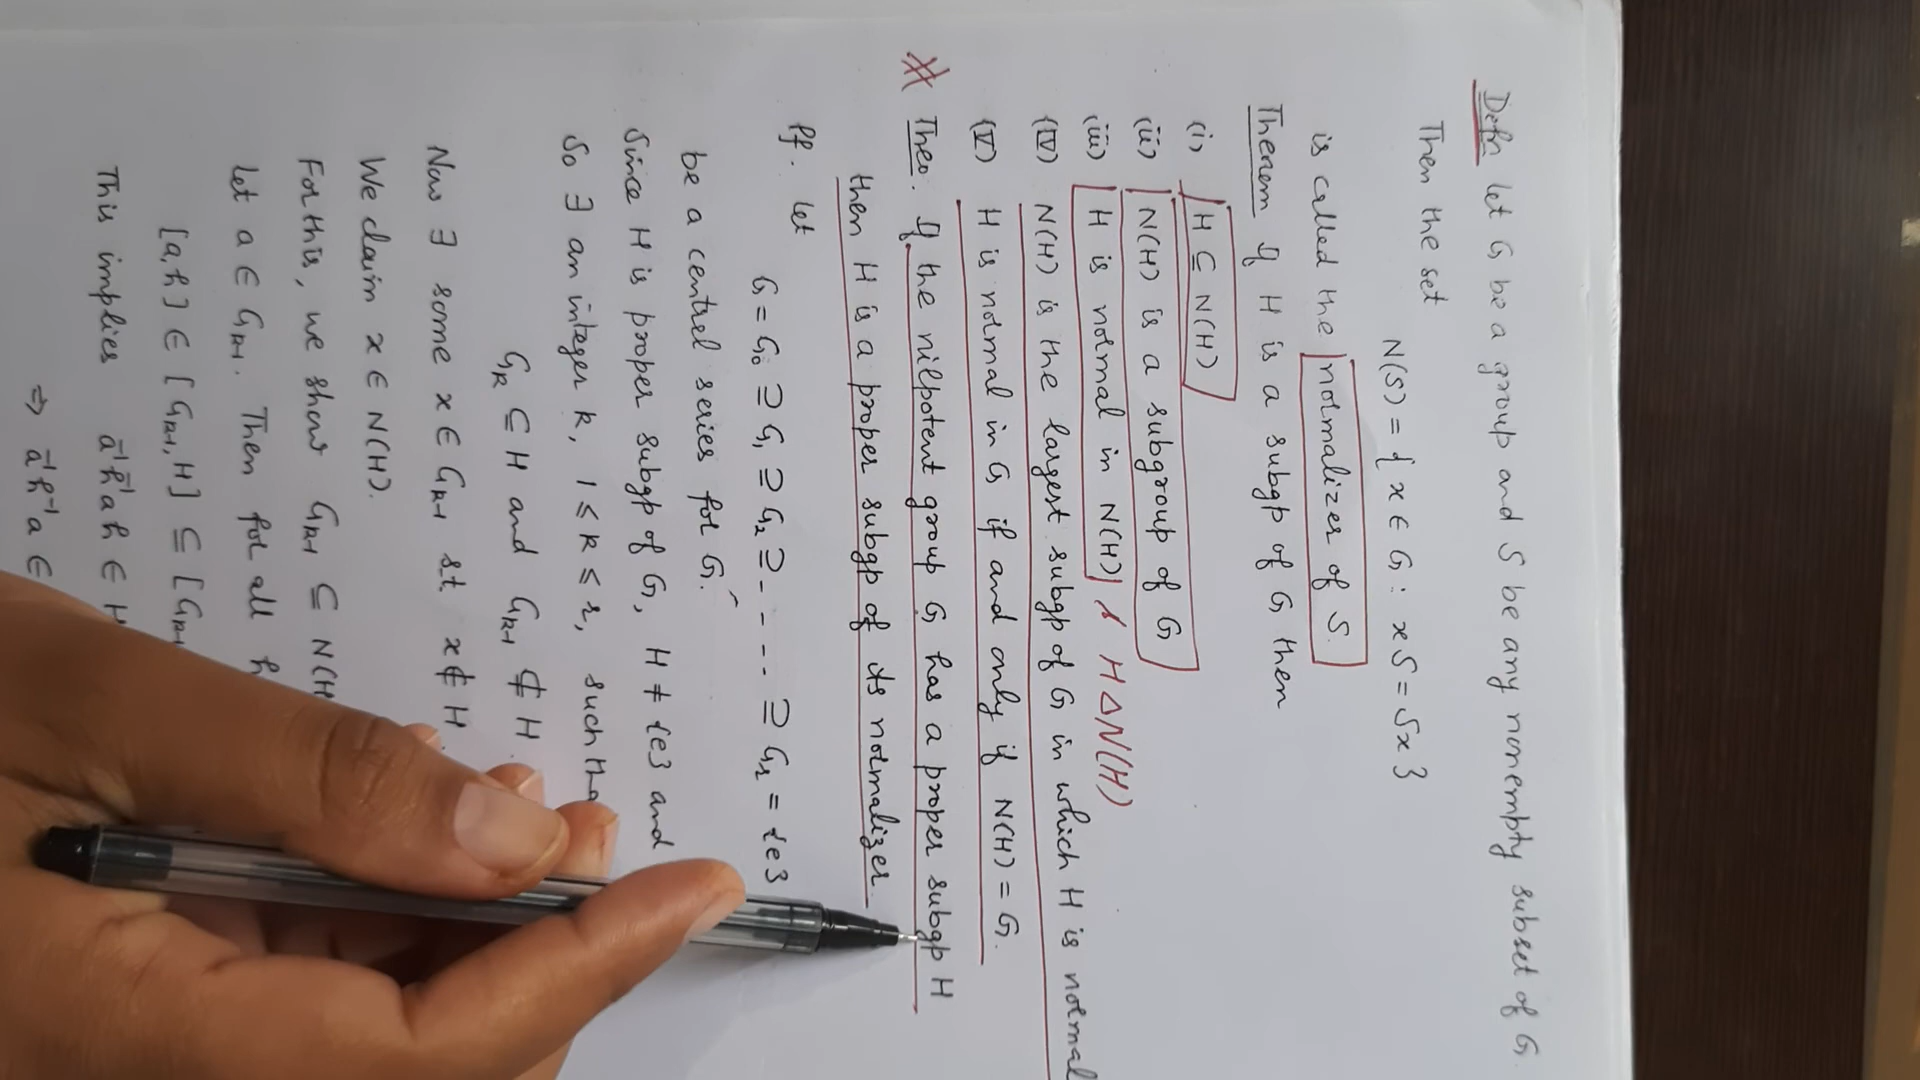 Defn let G be a group and S be any nonempty subset of G.
Then the set
N(S) = { x ∈ G : xS = Sx }
is called the normalizer of S.
Theorem If H is a subgp of G then
(i) H ⊆ N(H)
(ii) N(H) is a subgroup of G
(iii) H is normal in N(H) H Δ N(H)
(iv) N(H) is the largest subgp of G in which H is normal
(v) H is normal in G if and only if N(H) = G.
Theo. If the nilpotent group G has a proper subgp H
then H is a proper subgp of its normalizer.
Pf. let
G = G₀ ⊇ G₁ ⊇ G₂ ⊇ - - - - ⊇ Gr = {e}
be a central series for G.
Since H is proper subgp of G, H ≠ {e} and
So ∃ an integer k, 1 ≤ k ≤ r, such
Gk ⊆ H and Gk-1 ⊄ H.
Now ∃ some x ∈ Gk-1 s.t x ∉ H.
We claim x ∈ N(H).
For this, we show Gk-1 ⊆ N(H
let a ∈ Gk-1. Then for all h
[a,h] ∈ [Gk-1, H] ⊆ [Gk-1
This implies a⁻¹h⁻¹ah ∈ H
⇒ a⁻¹h⁻¹a ∈